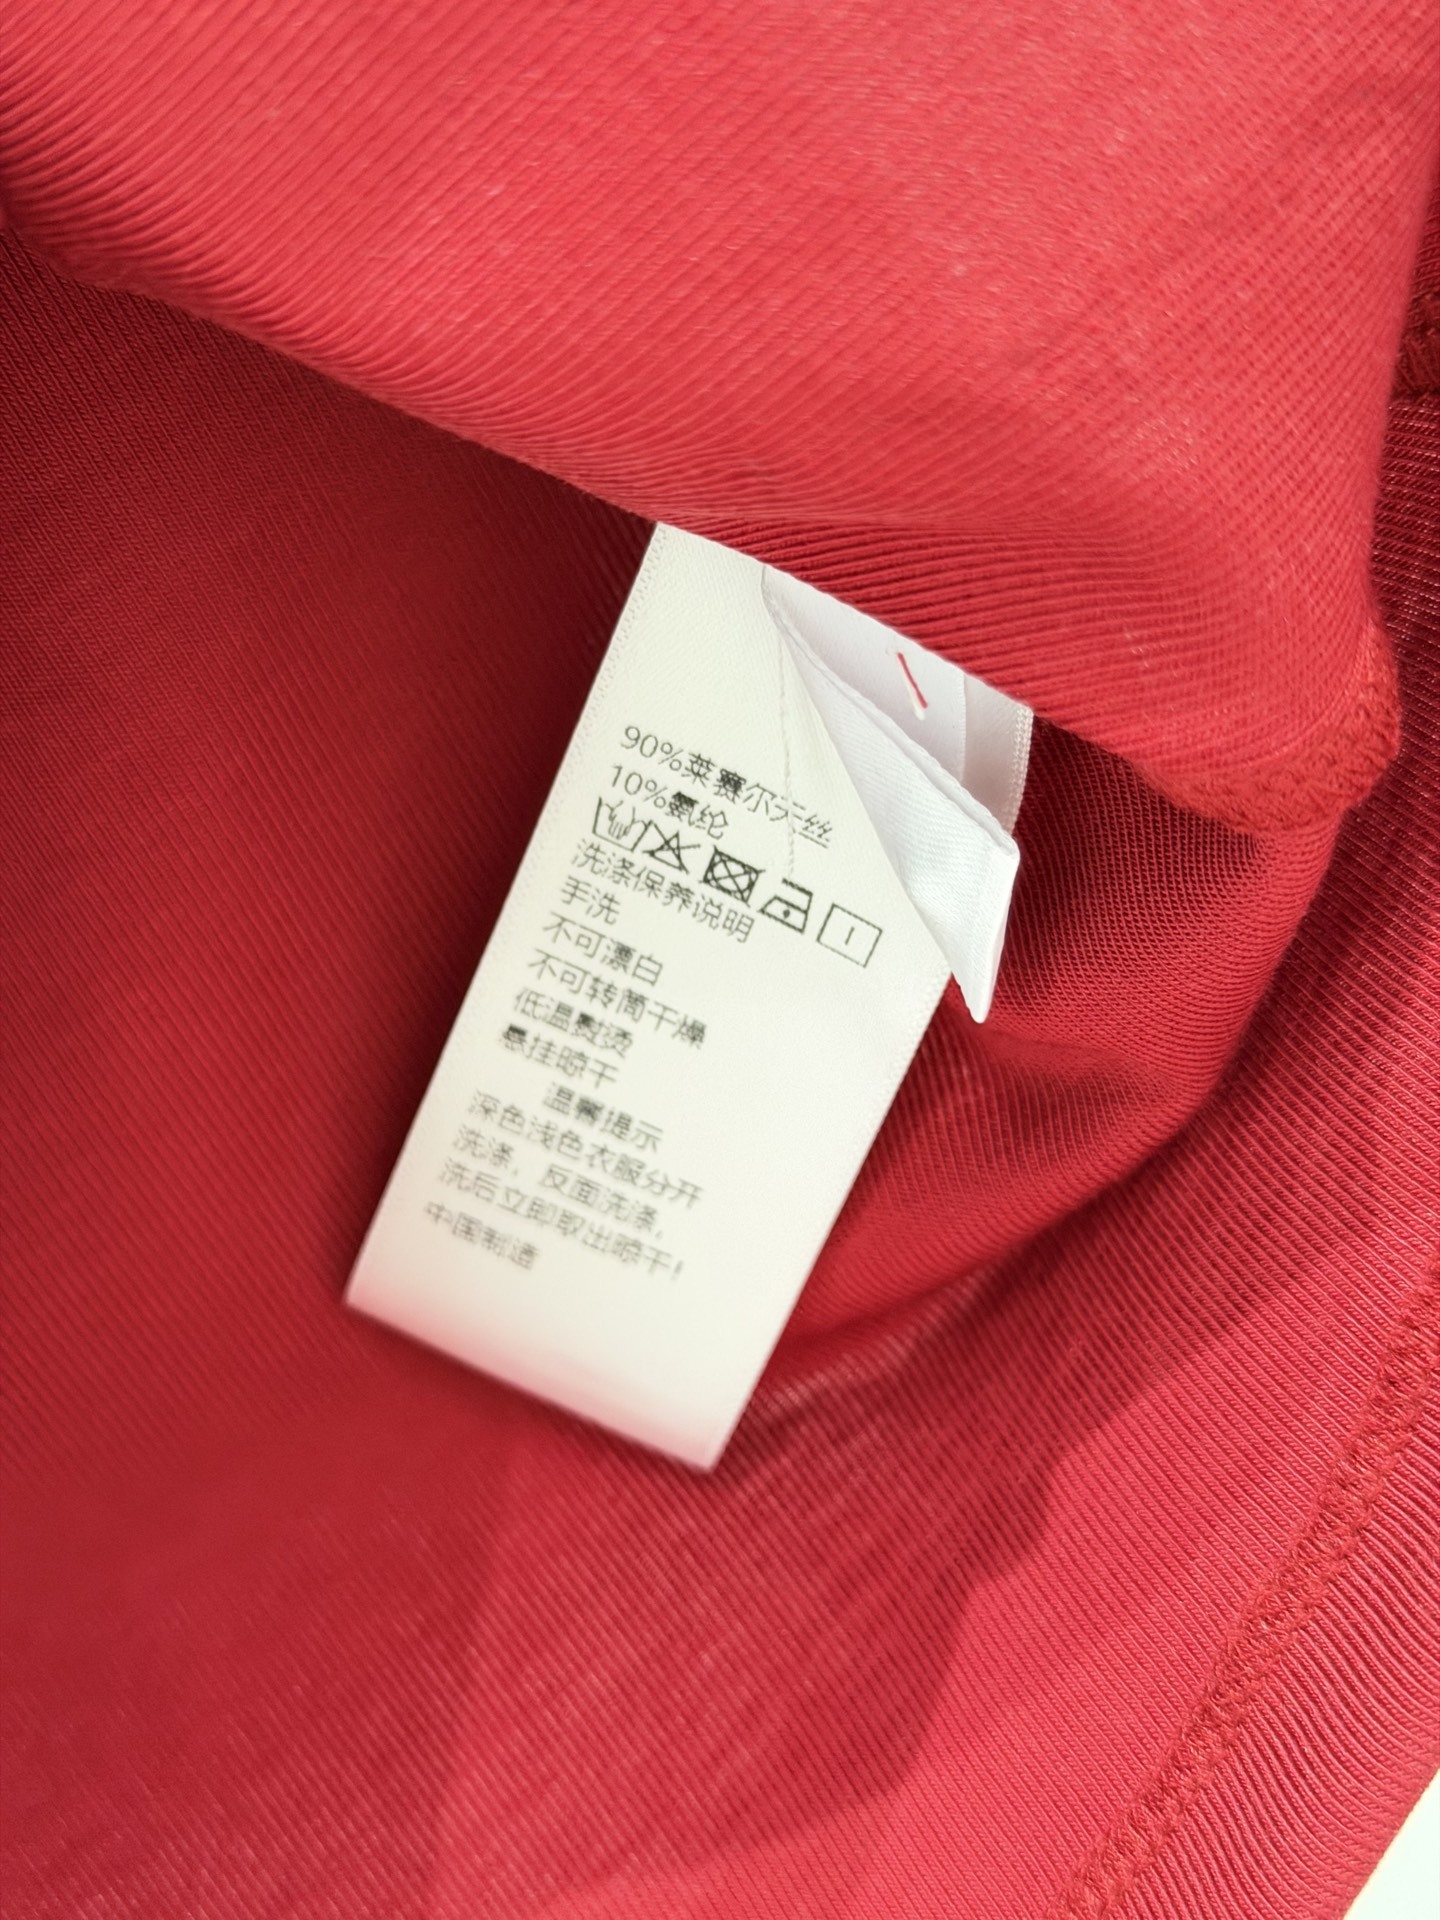 90%莱赛尔天丝
10%氨纶
洗涤保养说明
手洗
不可漂白
不可转筒干燥
低温熨烫
悬挂晾干
温馨提示
深色浅色衣服分开
洗涤，反面洗涤，
洗后立即取出晾干！
中国制造